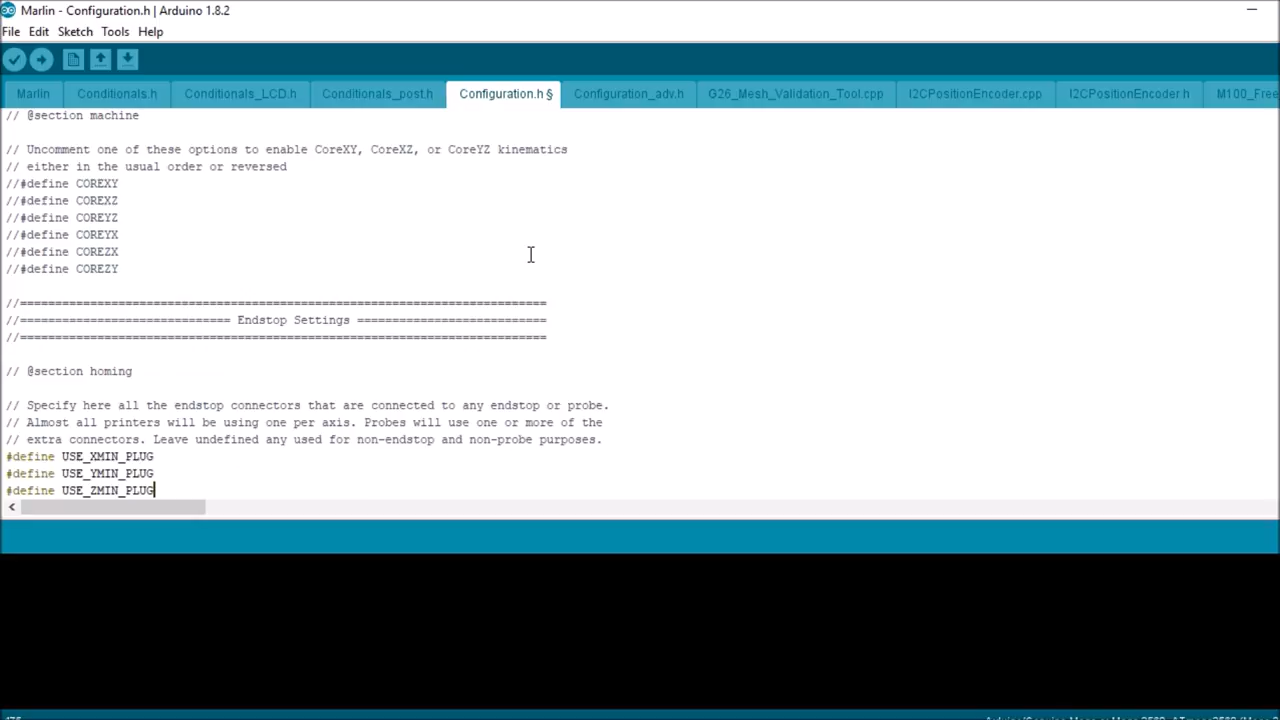 Marlin - Configuration.h | Arduino 1.8.2
File Edit Sketch Tools Help
Marlin Conditionals.h Conditionals_LCD.h Conditionals_post.h Configuration.h § Configuration_adv.h G26_Mesh_Validation_Tool.cpp I2CPositionEncoder.cpp I2CPositionEncoder.h M100_Free
// @section machine
// Uncomment one of these options to enable CoreXY, CoreXZ, or CoreYZ kinematics
// either in the usual order or reversed
//#define COREXY
//#define COREXZ
//#define COREYZ
//#define COREYX
//#define COREZX
//#define COREZY
//===========================================================================
//============================== Endstop Settings ===========================
//===========================================================================
// @section homing
// Specify here all the endstop connectors that are connected to any endstop or probe.
// Almost all printers will be using one per axis. Probes will use one or more of the
// extra connectors. Leave undefined any used for non-endstop and non-probe purposes.
#define USE_XMIN_PLUG
#define USE_YMIN_PLUG
#define USE_ZMIN_PLUG